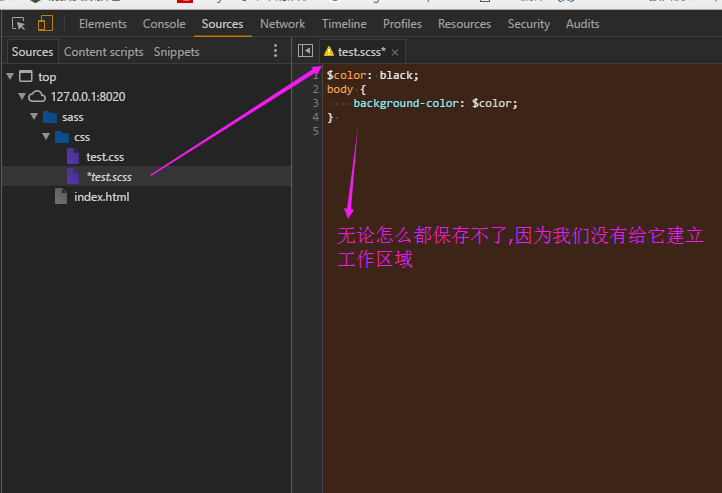 Elements Console Sources Network Timeline Profiles Resources Security Audits
Sources Content scripts Snippets
test.scss*
top
127.0.0.1:8020
sass
css
test.css
*test.scss
index.html
1 $color: black;
2 body {
3 background-color: $color;
4 }
5
无论怎么都保存不了,因为我们没有给它建立
工作区域